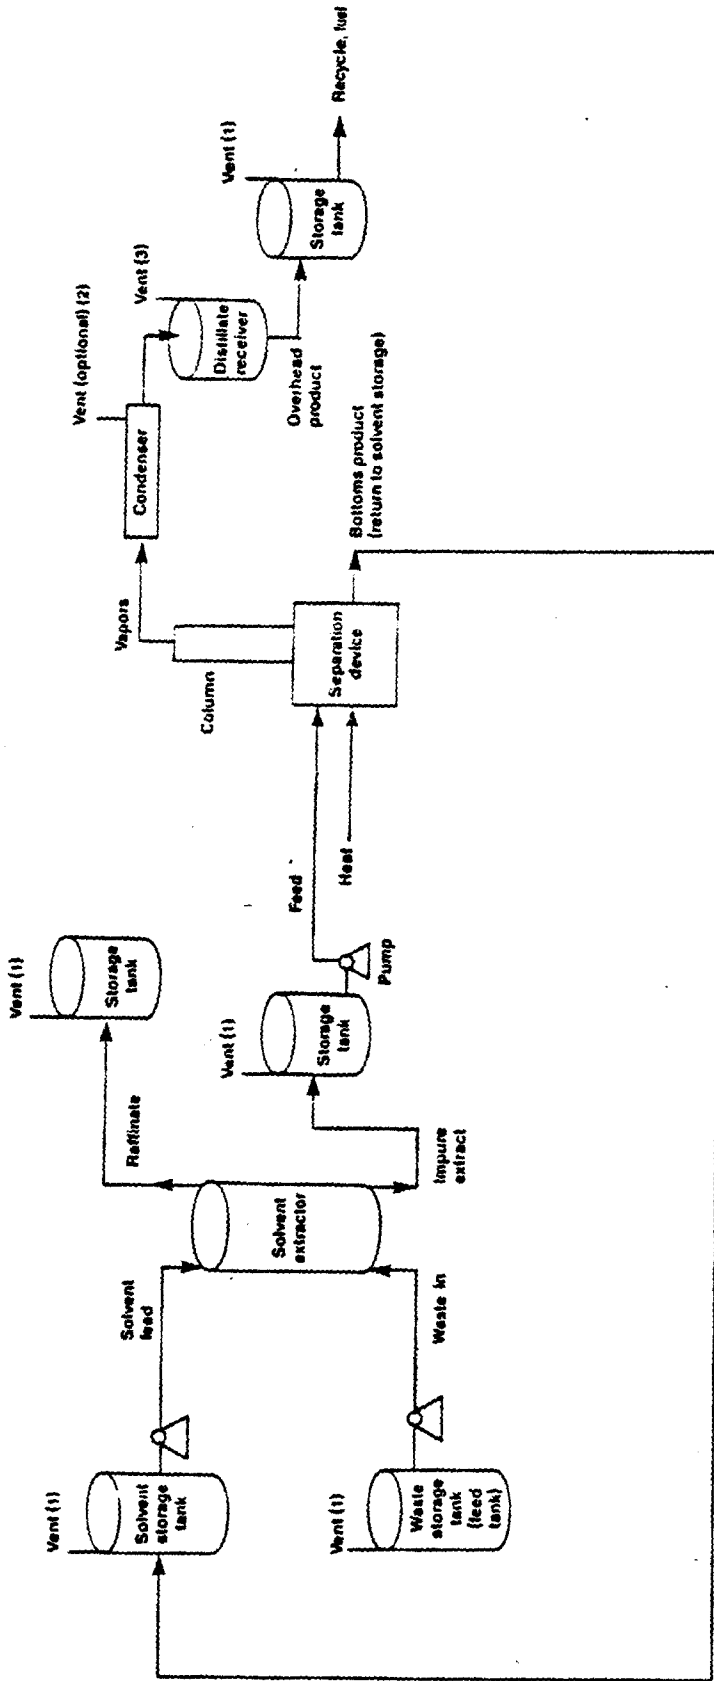 Vent (1)
Solvent
storage
tank
Vent (1)
Waste
storage
tank
(feed
tank)
Solvent
feed
Waste in
Solvent
extractor
Raffinate
Impure
extract
Vent (1)
Storage
tank
Vent (1)
Storage
tank
Pump
Feed
Heat
Column
Separation
device
Vapors
Condenser
Vent (optional) (2)
Vent (3)
Distillate
receiver
Overhead
product
Bottoms product
(return to solvent storage)
Vent (1)
Storage
tank
Recycle, fuel